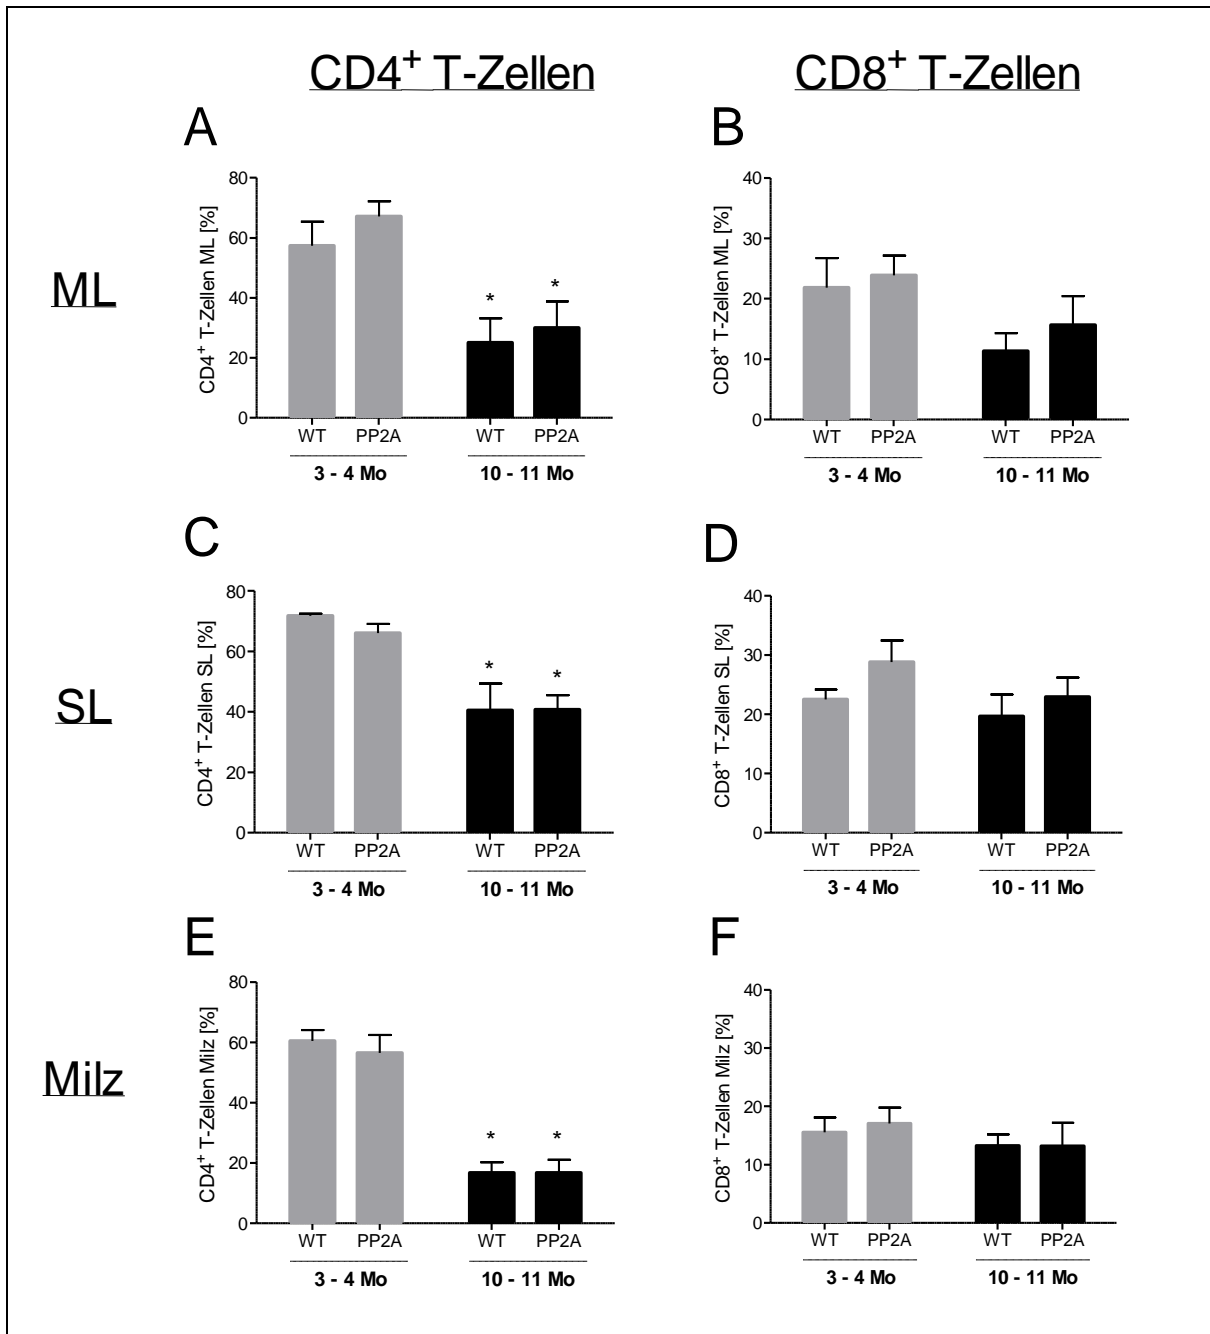 CD4+ T-Zellen
CD8+ T-Zellen
ML
A
CD4+ T-Zellen ML [%]
80
60
40
20
0
* *
WT PP2A WT PP2A
3 - 4 Mo 10 - 11 Mo
B
CD8+ T-Zellen ML [%]
40
30
20
10
0
WT PP2A WT PP2A
3 - 4 Mo 10 - 11 Mo
SL
C
CD4+ T-Zellen SL [%]
80
60
40
20
0
* *
WT PP2A WT PP2A
3 - 4 Mo 10 - 11 Mo
D
CD8+ T-Zellen SL [%]
40
30
20
10
0
WT PP2A WT PP2A
3 - 4 Mo 10 - 11 Mo
Milz
E
CD4+ T-Zellen Milz [%]
80
60
40
20
0
* *
WT PP2A WT PP2A
3 - 4 Mo 10 - 11 Mo
F
CD8+ T-Zellen Milz [%]
40
30
20
10
0
WT PP2A WT PP2A
3 - 4 Mo 10 - 11 Mo